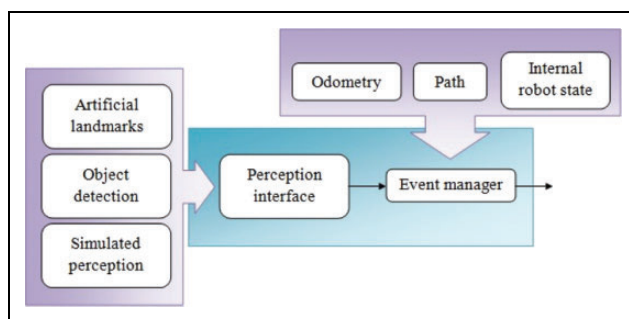 Artificial
landmarks
Object
detection
Simulated
perception
Perception
interface
Odometry
Path
Internal
robot state
Event manager